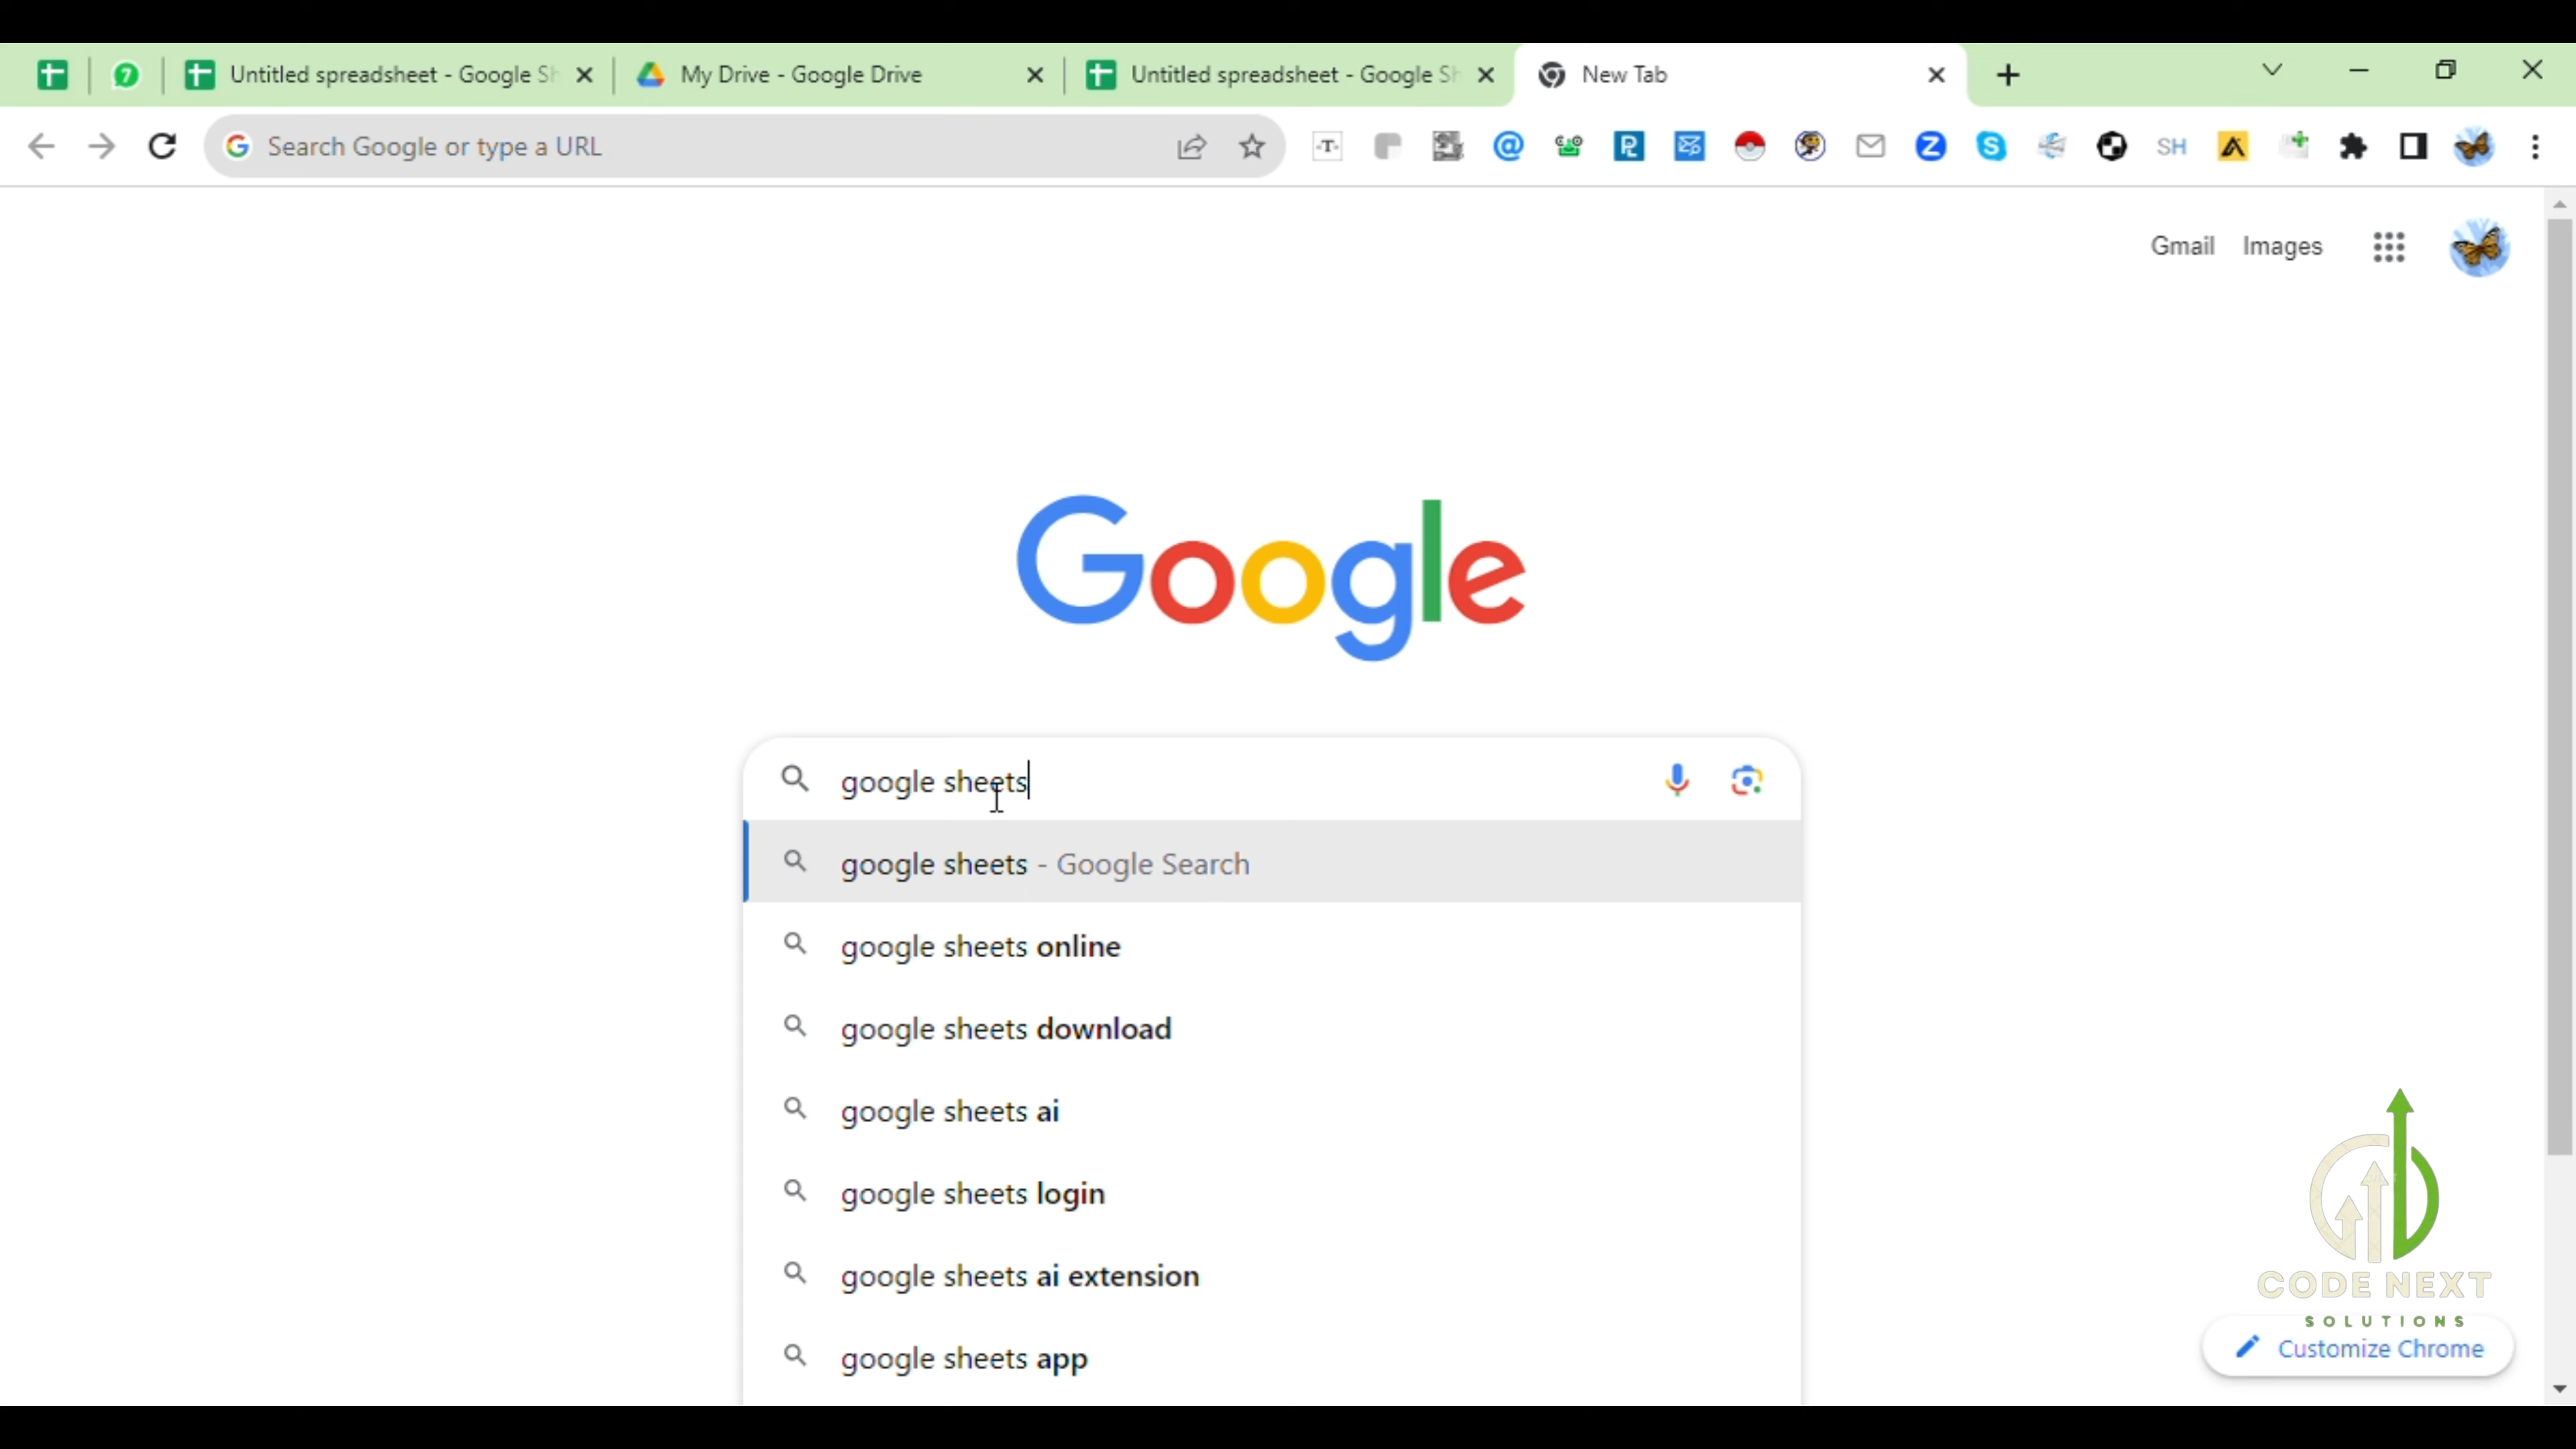 7
Untitled spreadsheet - Google Sh
My Drive - Google Drive
Untitled spreadsheet - Google Sh
New Tab
Search Google or type a URL
SH
Gmail Images
Google
google sheets
google sheets - Google Search
google sheets online
google sheets download
google sheets ai
google sheets login
google sheets ai extension
google sheets app
CODE NEXT
SOLUTIONS
Customize Chrome